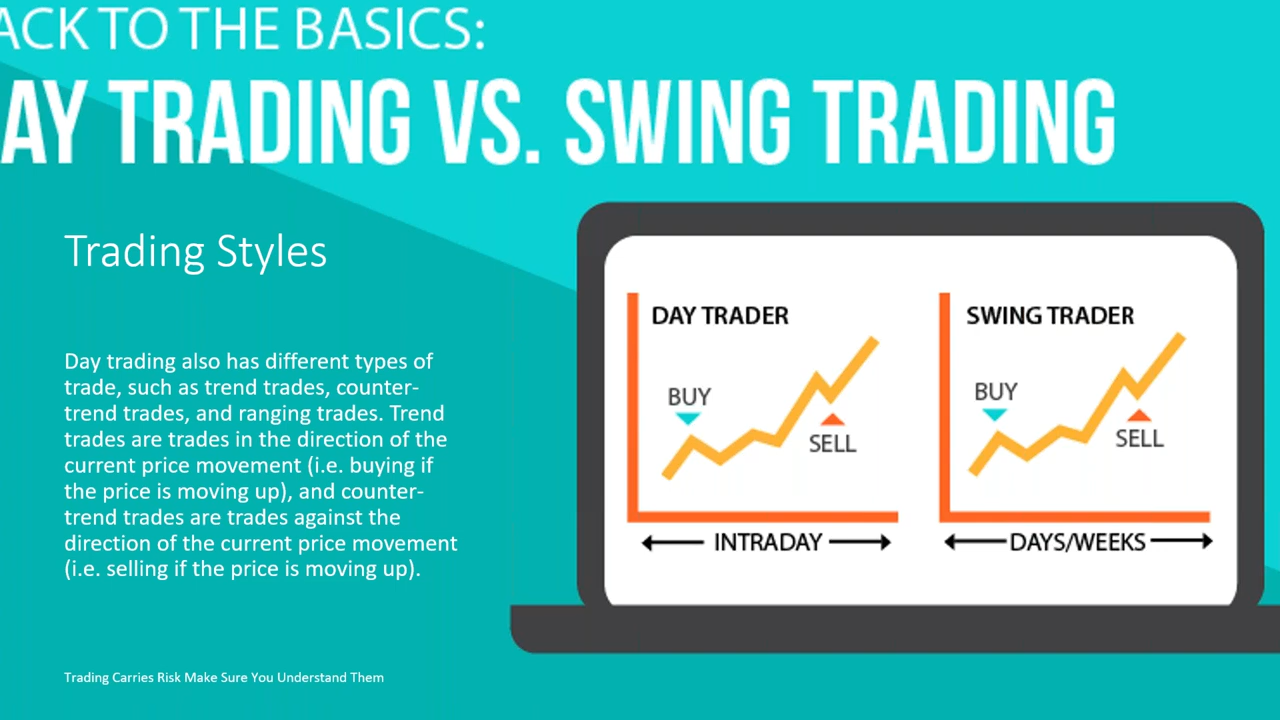 ACK TO THE BASICS:
AY TRADING VS. SWING TRADING
Trading Styles
Day trading also has different types of
trade, such as trend trades, counter-
trend trades, and ranging trades. Trend
trades are trades in the direction of the
current price movement (i.e. buying if
the price is moving up), and counter-
trend trades are trades against the
direction of the current price movement
(i.e. selling if the price is moving up).
Trading Carries Risk Make Sure You Understand Them
DAY TRADER
BUY
SELL
INTRADAY
SWING TRADER
BUY
SELL
DAYS/WEEKS